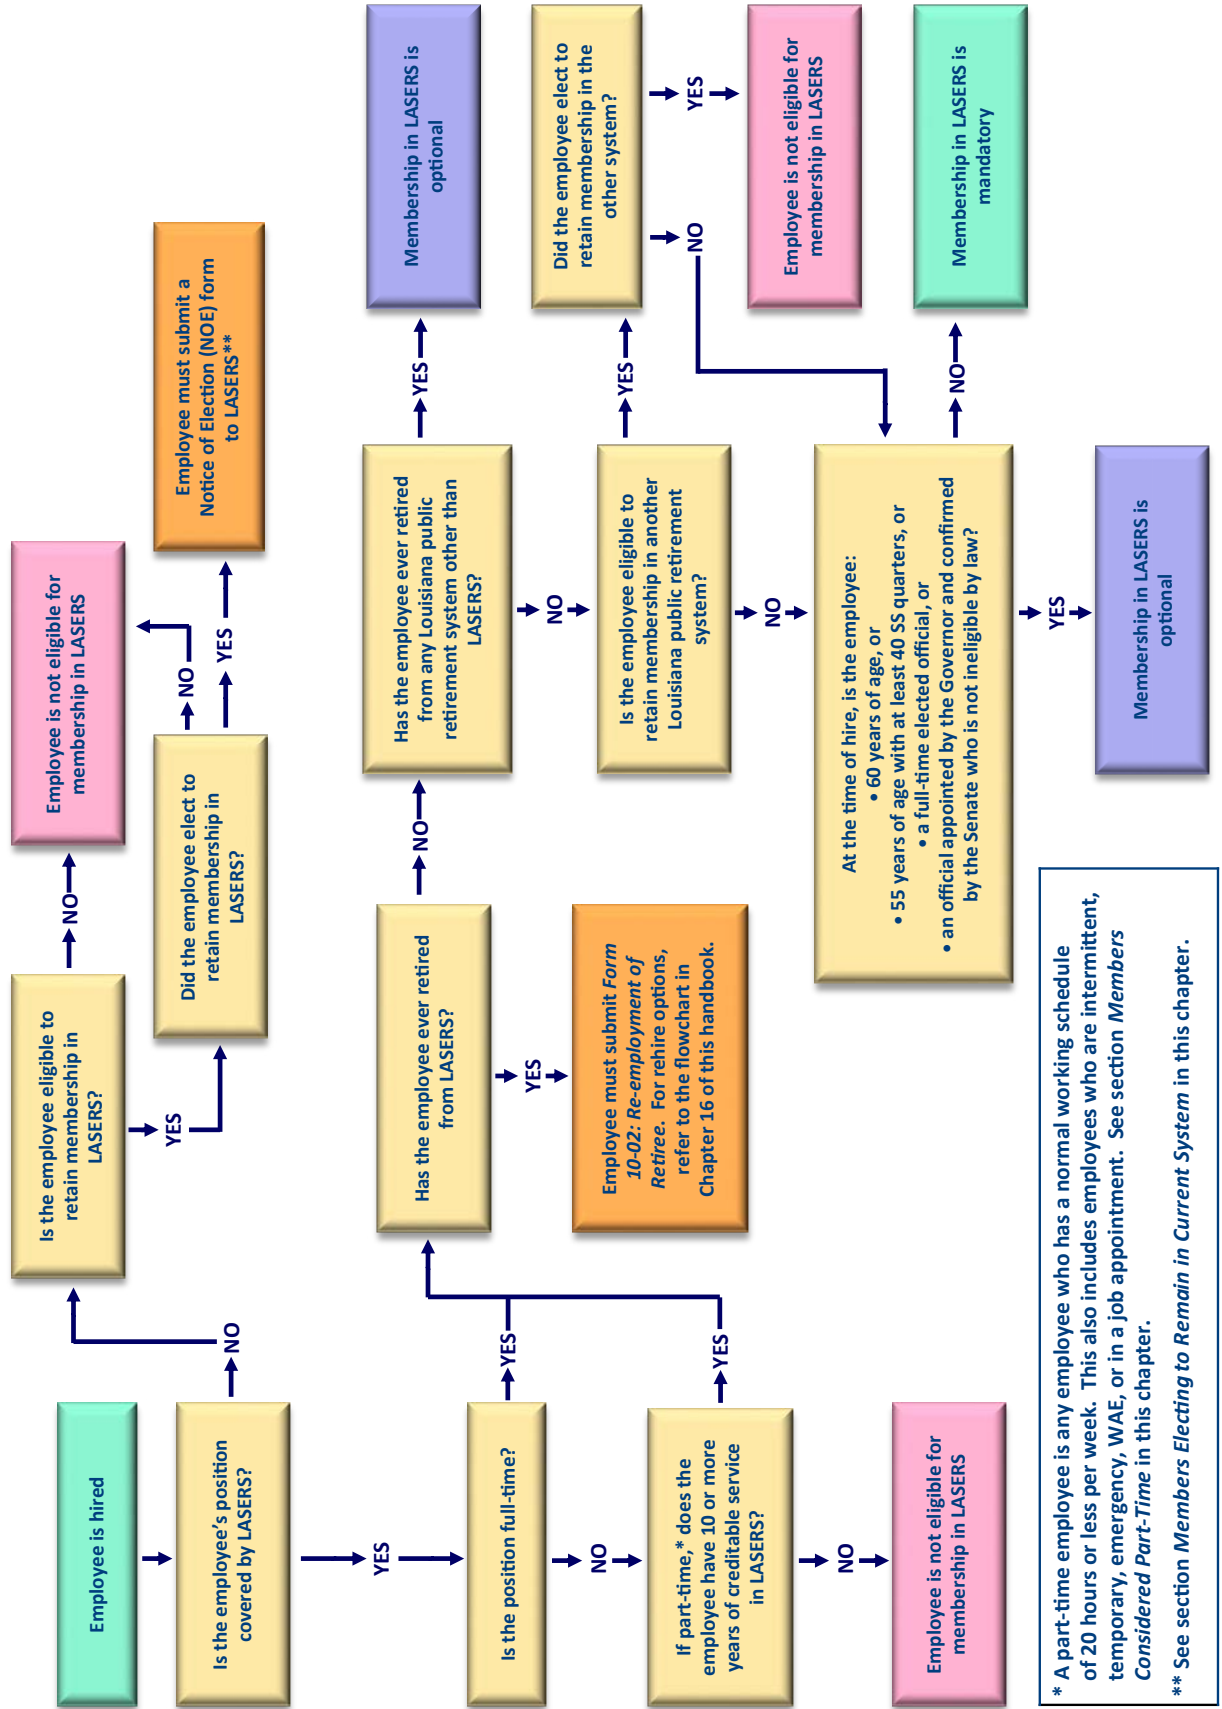 Employee is hired
Is the employee's position
covered by LASERS?
NO
Is the employee eligible to
retain membership in
LASERS?
NO
Employee is not eligible for
membership in LASERS
YES
Did the employee elect to
retain membership in
LASERS?
NO
YES
Employee must submit a
Notice of Election (NOE) form
to LASERS**
YES
Is the position full-time?
YES
NO
If part-time,* does the
employee have 10 or more
years of creditable service
in LASERS?
YES
NO
Employee is not eligible for
membership in LASERS
Has the employee ever retired
from LASERS?
YES
Employee must submit Form
10-02: Re-employment of
Retiree. For rehire options,
refer to the flowchart in
Chapter 16 of this handbook.
NO
Has the employee ever retired
from any Louisiana public
retirement system other than
LASERS?
YES
Membership in LASERS is
optional
NO
Is the employee eligible to
retain membership in another
Louisiana public retirement
system?
YES
Did the employee elect to
retain membership in the
other system?
YES
Employee is not eligible for
membership in LASERS
NO
NO
At the time of hire, is the employee:
• 60 years of age, or
• 55 years of age with at least 40 SS quarters, or
• a full-time elected official, or
• an official appointed by the Governor and confirmed
by the Senate who is not ineligible by law?
NO
Membership in LASERS is
mandatory
YES
Membership in LASERS is
optional
* A part-time employee is any employee who has a normal working schedule
of 20 hours or less per week. This also includes employees who are intermittent,
temporary, emergency, WAE, or in a job appointment. See section Members
Considered Part-Time in this chapter.
** See section Members Electing to Remain in Current System in this chapter.